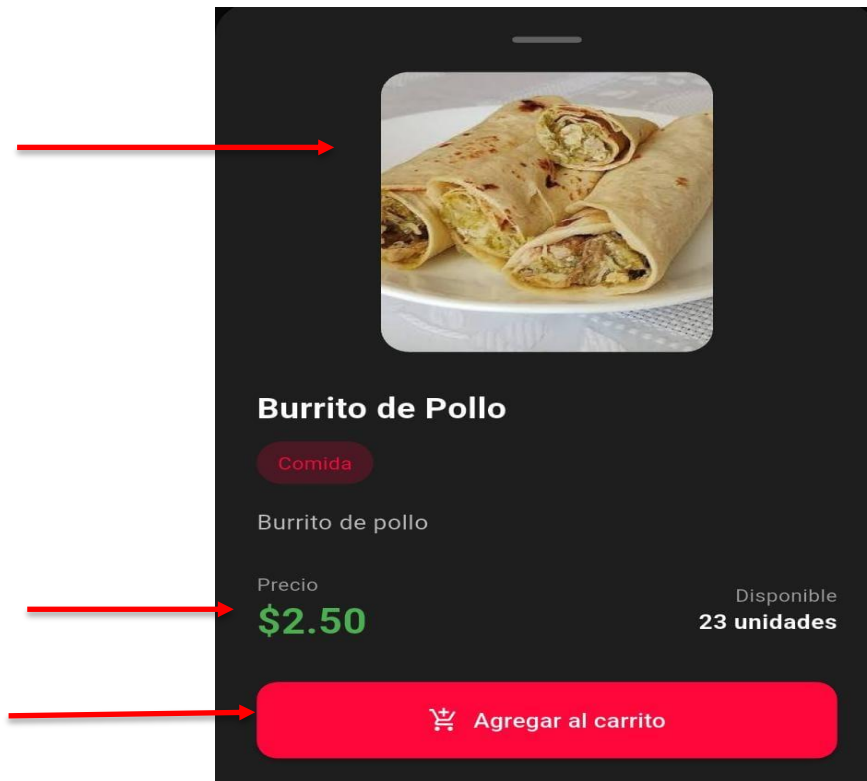 Burrito de Pollo
Comida
Burrito de pollo
Precio
$2.50
Disponible
23 unidades
Agregar al carrito